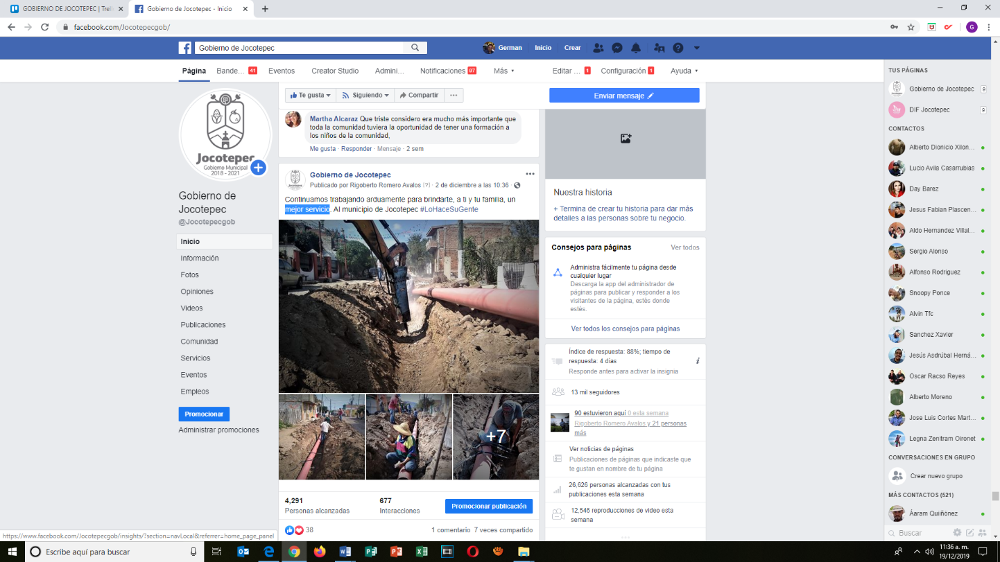 GOBIERNO DE JOCOTEPEC | Trell
Gobierno de Jocotepec - Inicio
facebook.com/Jocotepecgob/
G
Gobierno de Jocotepec
German
Inicio
Crear
Página
Bande... 41
Eventos
Creator Studio
Admini...
Notificaciones 97
Más
Editar ... 1
Configuración 1
Ayuda
Jocotepec
Gobierno Municipal
2018 - 2021
Gobierno de
Jocotepec
@Jocotepecgob
Inicio
Información
Fotos
Opiniones
Videos
Publicaciones
Comunidad
Servicios
Eventos
Empleos
Promocionar
Administrar promociones
Te gusta
Siguiendo
Compartir
Enviar mensaje
Martha Alcaraz Que triste considero era mucho más importante que
toda la comunidad tuviera la oportunidad de tener una formación a
los niños de la comunidad,
Me gusta · Responder · Mensaje · 2 sem
Gobierno de Jocotepec
Publicado por Rigoberto Romero Avalos [?] · 2 de diciembre a las 10:36 ·
Continuamos trabajando arduamente para brindarte, a ti y tu familia, un
mejor servicio. Al municipio de Jocotepec #LoHaceSuGente
+7
4,291
Personas alcanzadas
677
Interacciones
Promocionar publicación
38
1 comentario 7 veces compartido
Nuestra historia
+ Termina de crear tu historia para dar más
detalles a las personas sobre tu negocio.
Consejos para páginas
Ver todos
Administra fácilmente tu página desde
cualquier lugar
Descarga la app del administrador de
páginas para publicar y responder a los
visitantes de la página, estés donde
estés.
Ver todos los consejos para páginas
Índice de respuesta: 88%; tiempo de
respuesta: 4 días
Responde antes para activar la insignia
13 mil seguidores
90 estuvieron aquí 0 esta semana
Rigoberto Romero Avalos y 21 personas
más
Ver noticias de páginas
Publicaciones de páginas que indicaste que
te gustan en nombre de tu página
26,626 personas alcanzadas con tus
publicaciones esta semana
12,546 reproducciones de video esta
semana
TUS PÁGINAS
Gobierno de Jocotepec 9
DIF Jocotepec 9
CONTACTOS
Alberto Dionicio Xilon...
Lucio Avila Casarrubias
Day Barez
Jesus Fabian Plascen...
Aldo Hernandez Villal...
Sergio Alonso
Alfonso Rodriguez
Snoopy Ponce
Alvin Tfc
Sanchez Xavier
Jesús Asdrúbal Herná...
Oscar Racso Reyes
Alberto Moreno
Jose Luis Cortes Mart...
Legna Zenitram Oironet
CONVERSACIONES EN GRUPO
Crear nuevo grupo
MÁS CONTACTOS (521)
Áaram Quiiñönez
Buscar
https://www.facebook.com/Jocotepecgob/insights/?section=navLocal&referrer=home_page_panel
Escribe aquí para buscar
11:36 a. m.
19/12/2019